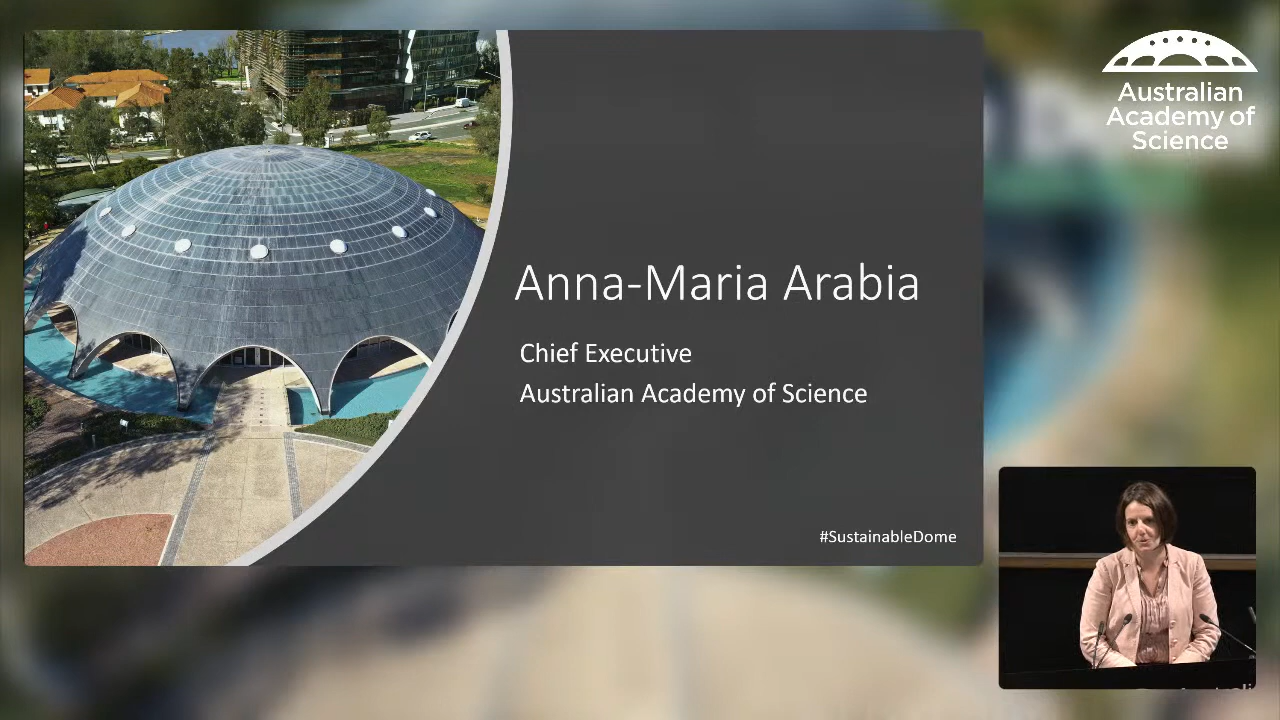 Anna-Maria Arabia
Chief Executive
Australian Academy of Science
#SustainableDome
Australian
Academy of
Science